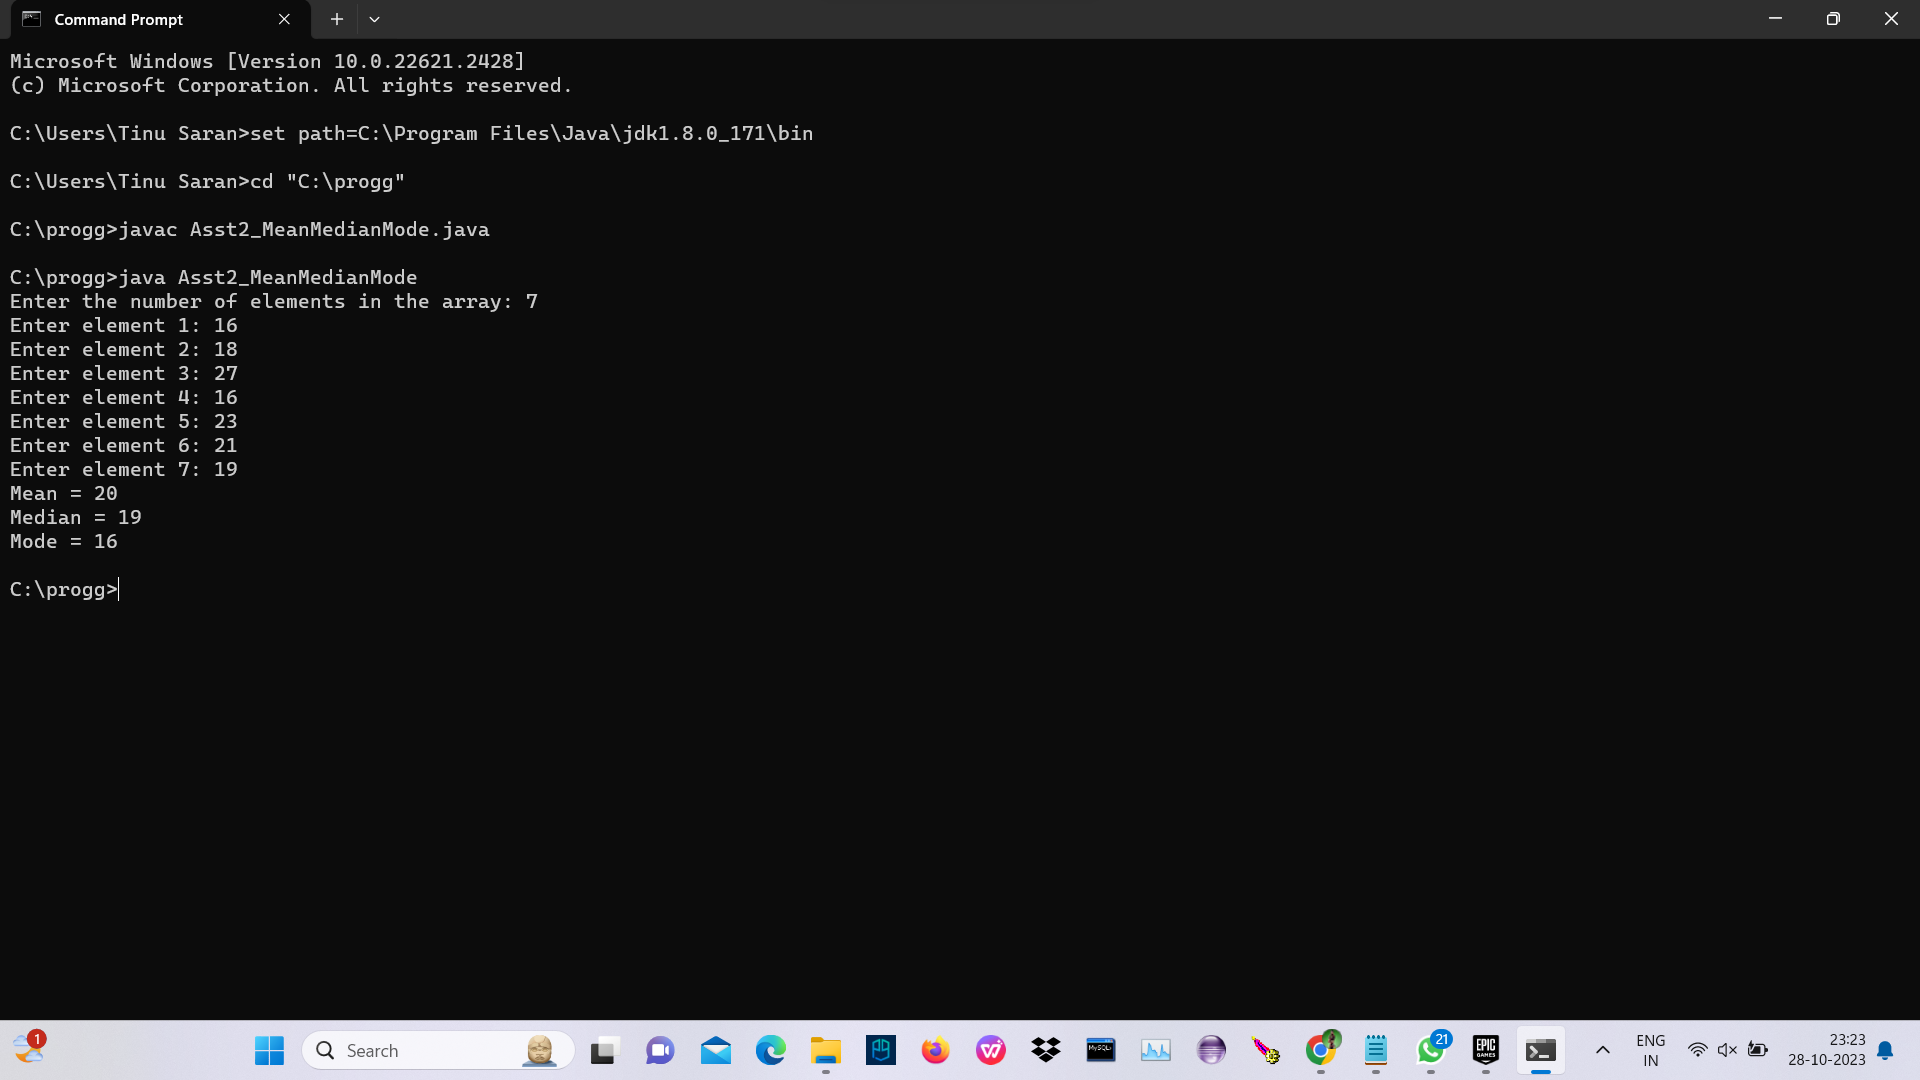 Command Prompt
Microsoft Windows [Version 10.0.22621.2428]
(c) Microsoft Corporation. All rights reserved.
C:\Users\Tinu Saran>set path=C:\Program Files\Java\jdk1.8.0_171\bin
C:\Users\Tinu Saran>cd "C:\progg"
C:\progg>javac Asst2_MeanMedianMode.java
C:\progg>java Asst2_MeanMedianMode
Enter the number of elements in the array: 7
Enter element 1: 16
Enter element 2: 18
Enter element 3: 27
Enter element 4: 16
Enter element 5: 23
Enter element 6: 21
Enter element 7: 19
Mean = 20
Median = 19
Mode = 16
C:\progg>
1
Search
MySQL
21
EPIC
GAMES
ENG
IN
23:23
28-10-2023